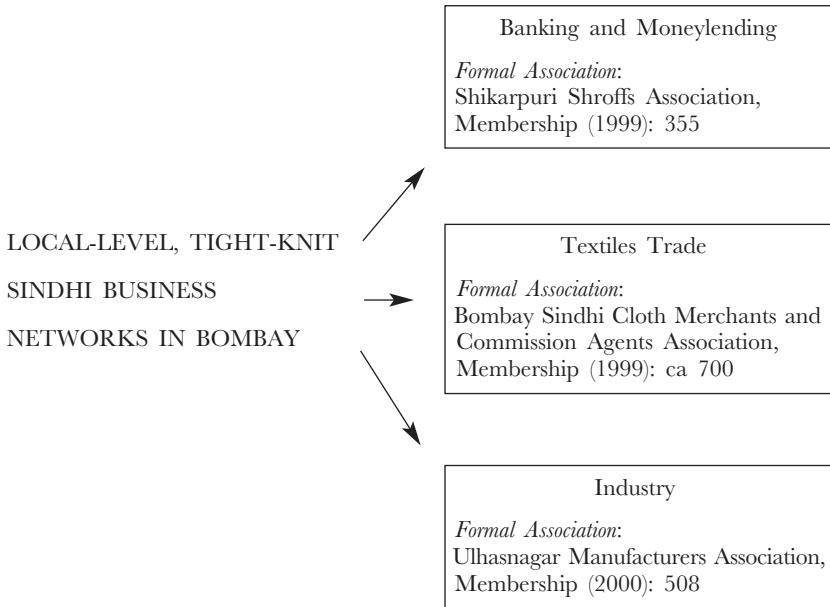 Banking and Moneylending
Formal Association:
Shikarpuri Shroffs Association,
Membership (1999): 355
LOCAL-LEVEL, TIGHT-KNIT
SINDHI BUSINESS
NETWORKS IN BOMBAY
Textiles Trade
Formal Association:
Bombay Sindhi Cloth Merchants and
Commission Agents Association,
Membership (1999): ca 700
Industry
Formal Association:
Ulhasnagar Manufacturers Association,
Membership (2000): 508